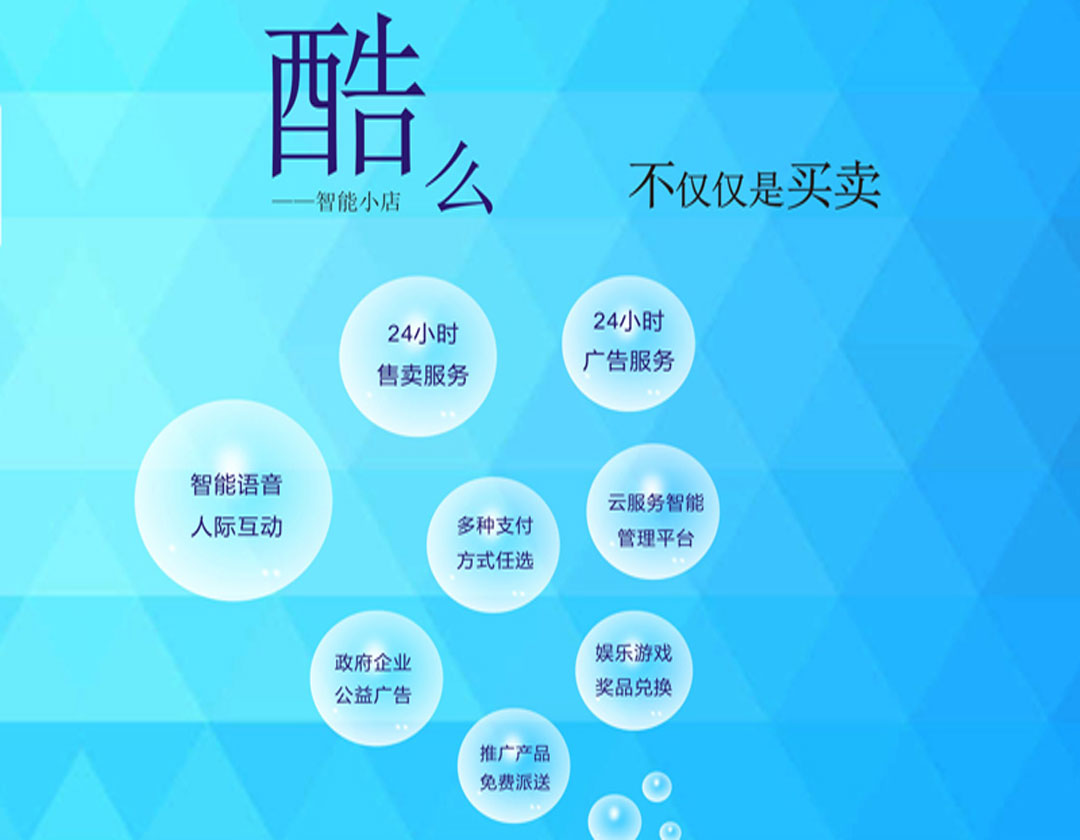 酷么
——智能小店
不仅仅是买卖
24小时
售卖服务
24小时
广告服务
智能语音
人际互动
多种支付
方式任选
云服务智能
管理平台
政府企业
公益广告
娱乐游戏
奖品兑换
推广产品
免费派送